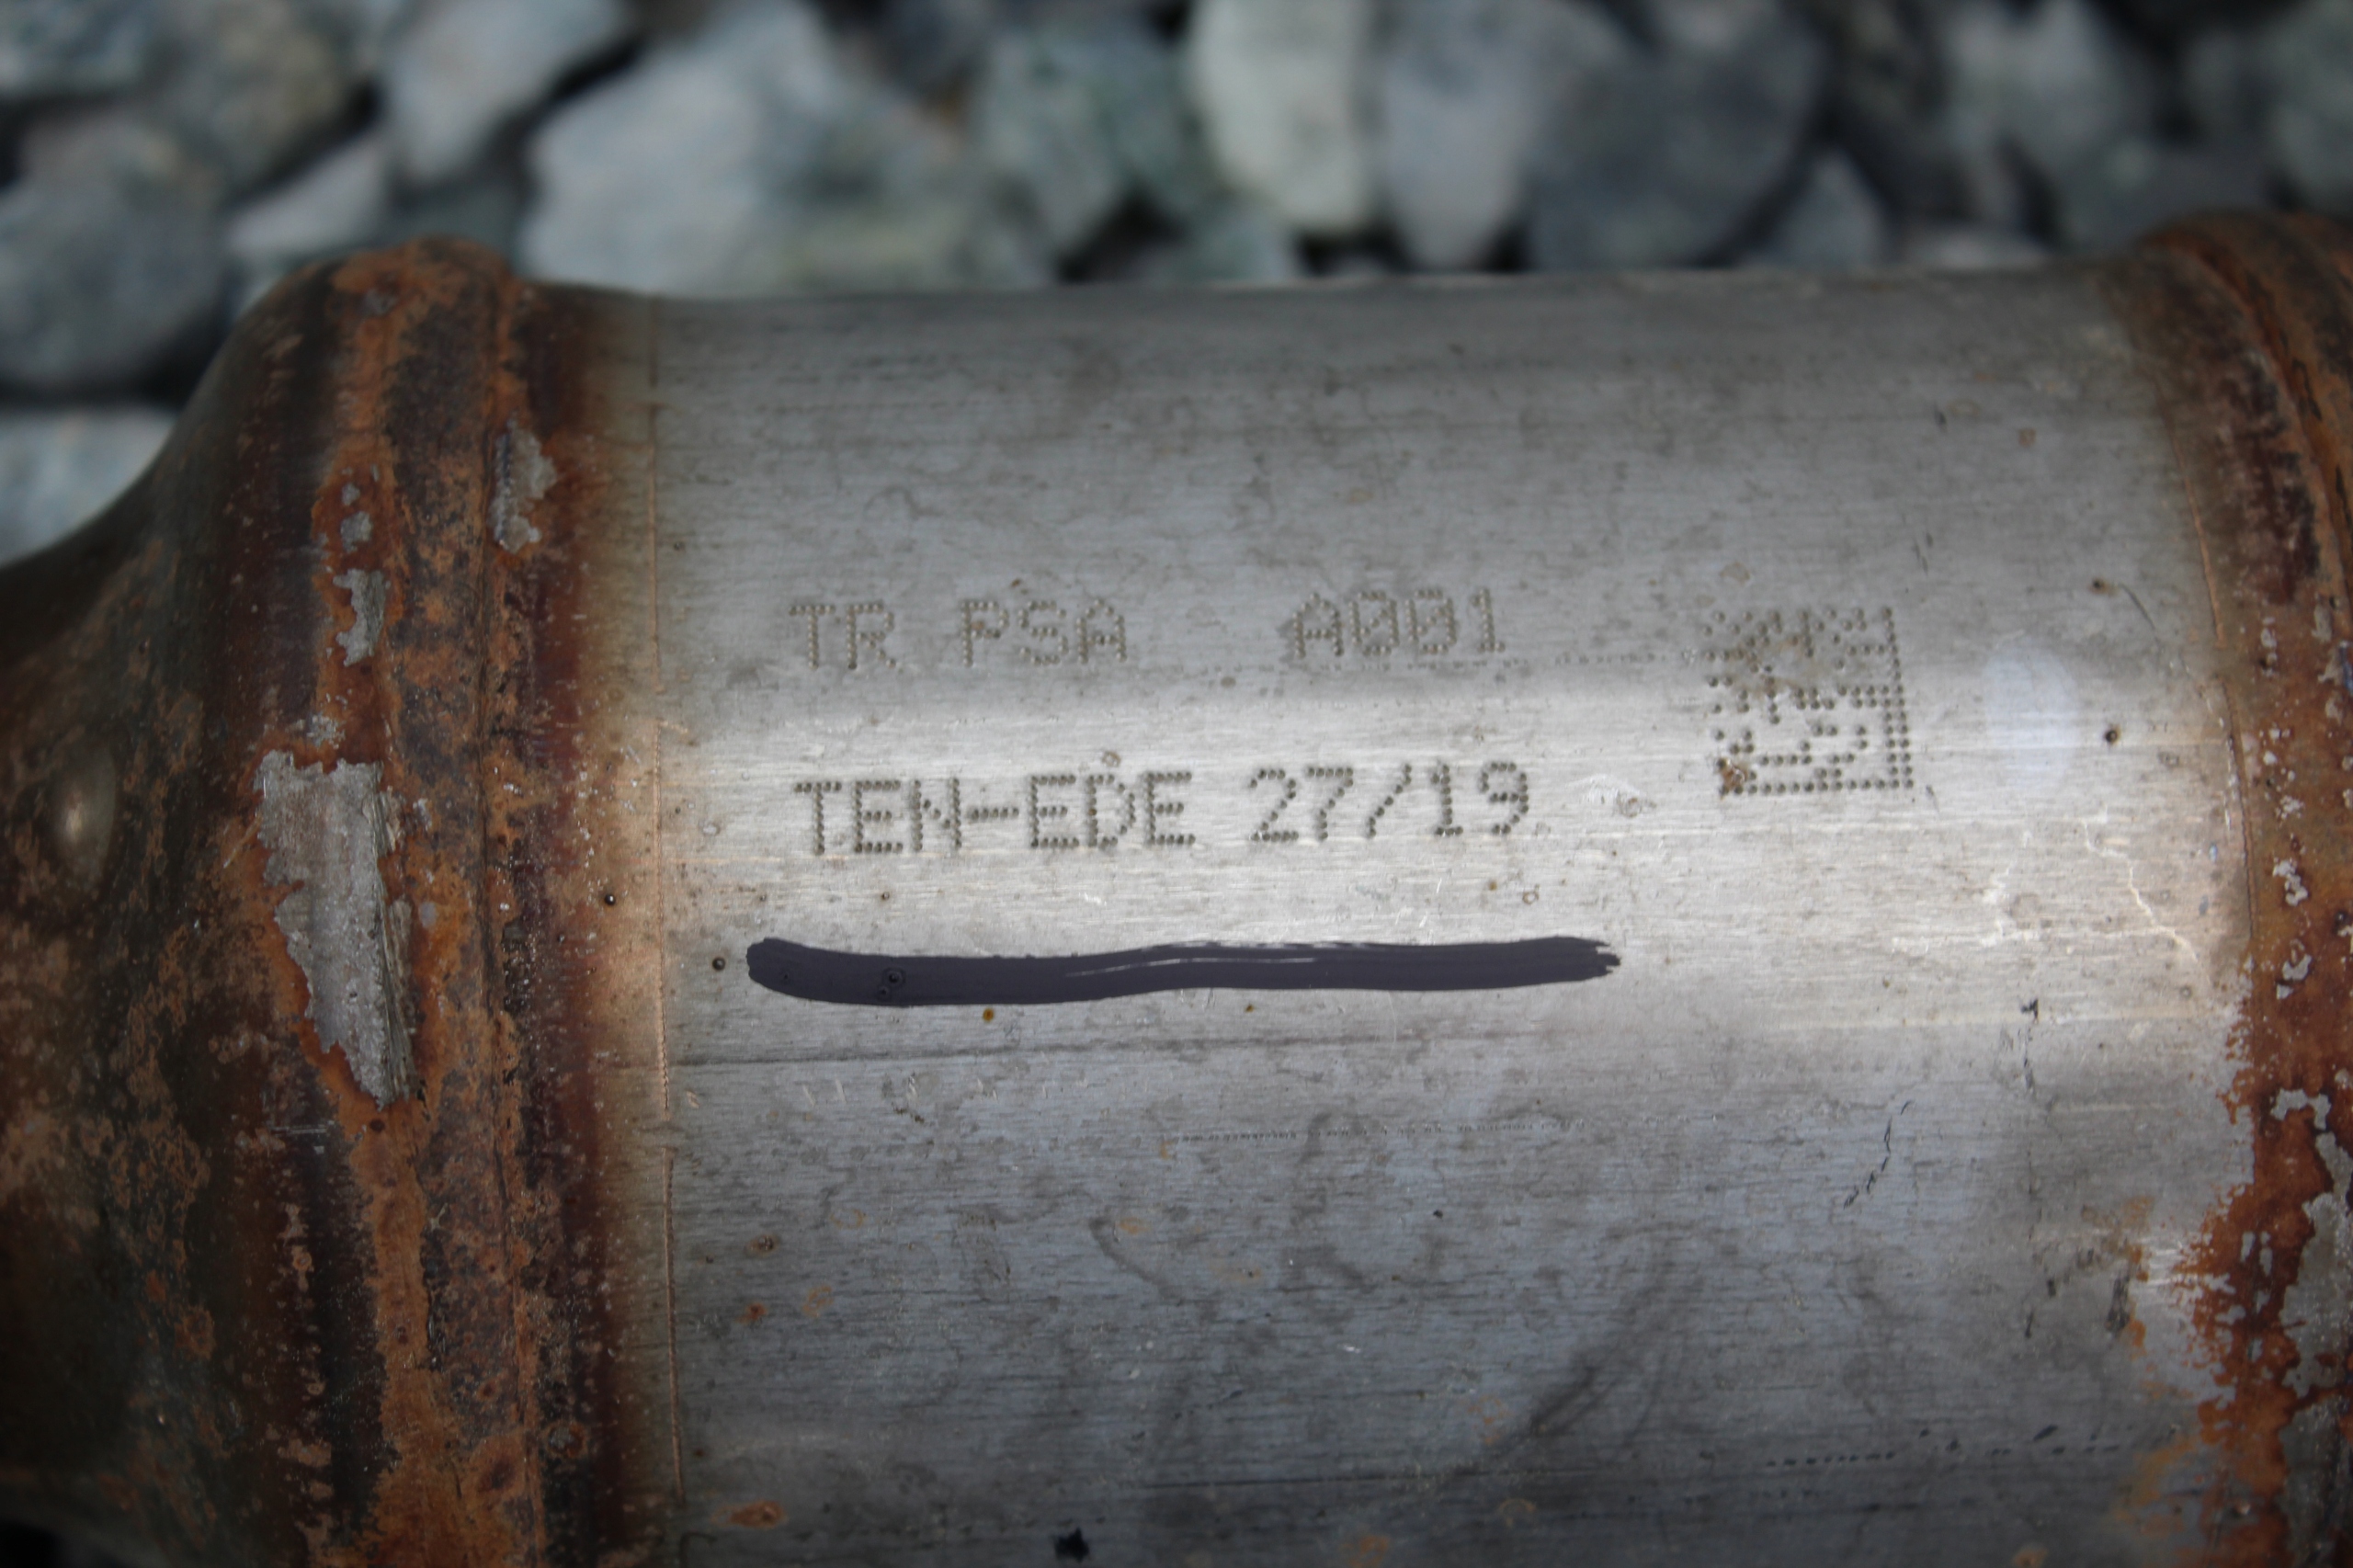 TR PSA A001
TEN-EDE 27/19